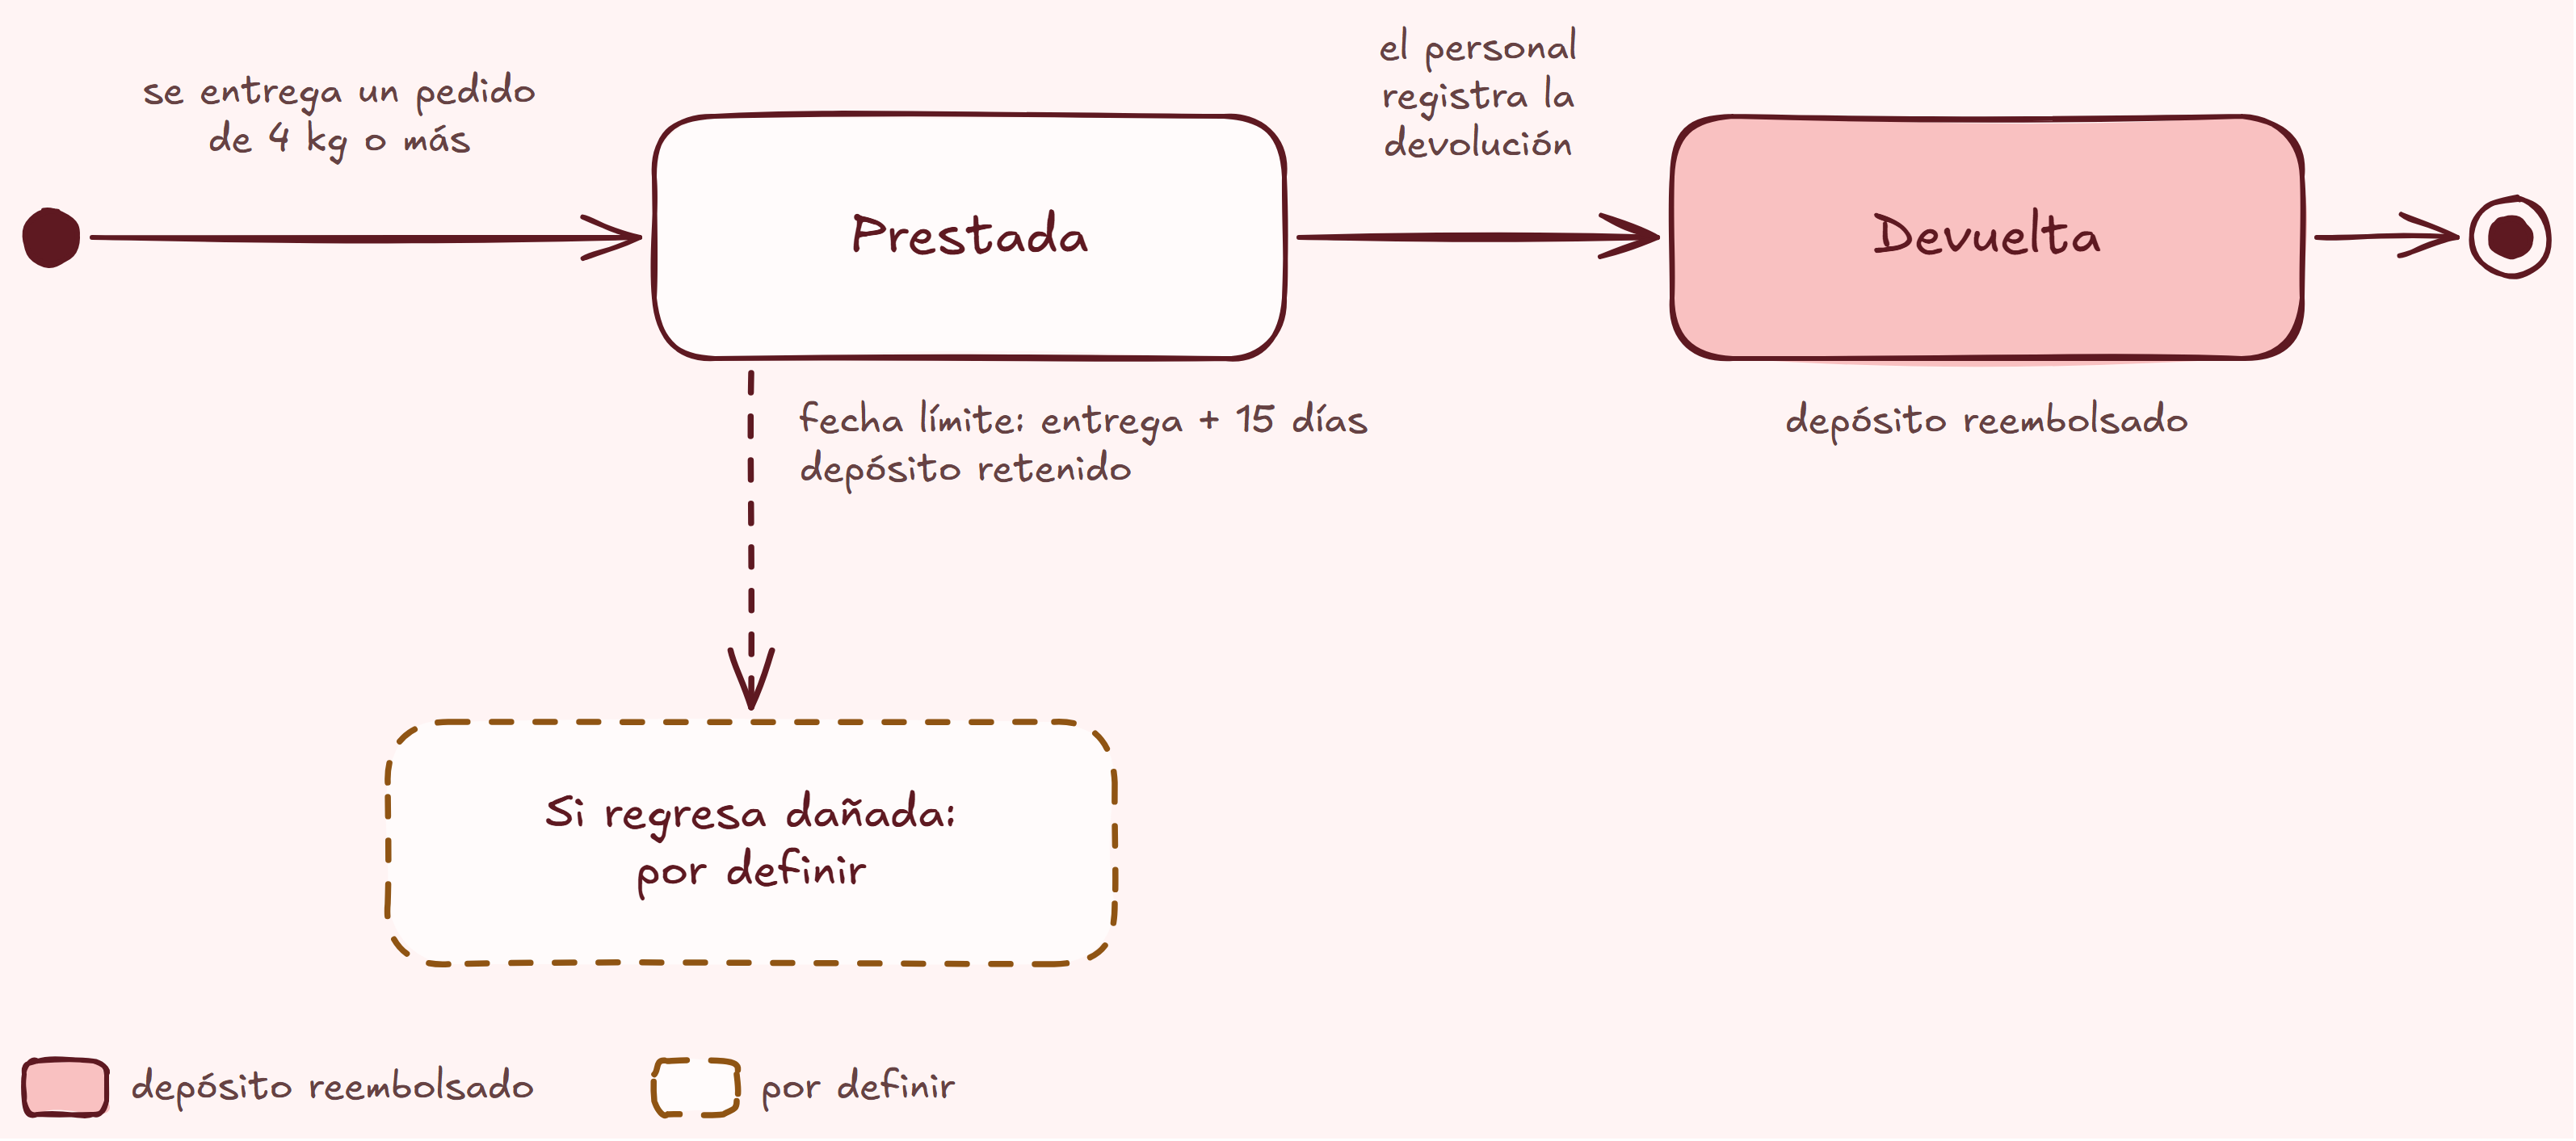 se entrega un pedido
de 4 kg o más
Prestada
el personal
registra la
devolución
Devuelta
fecha límite: entrega + 15 días
depósito retenido
depósito reembolsado
Si regresa dañada:
por definir
depósito reembolsado
por definir